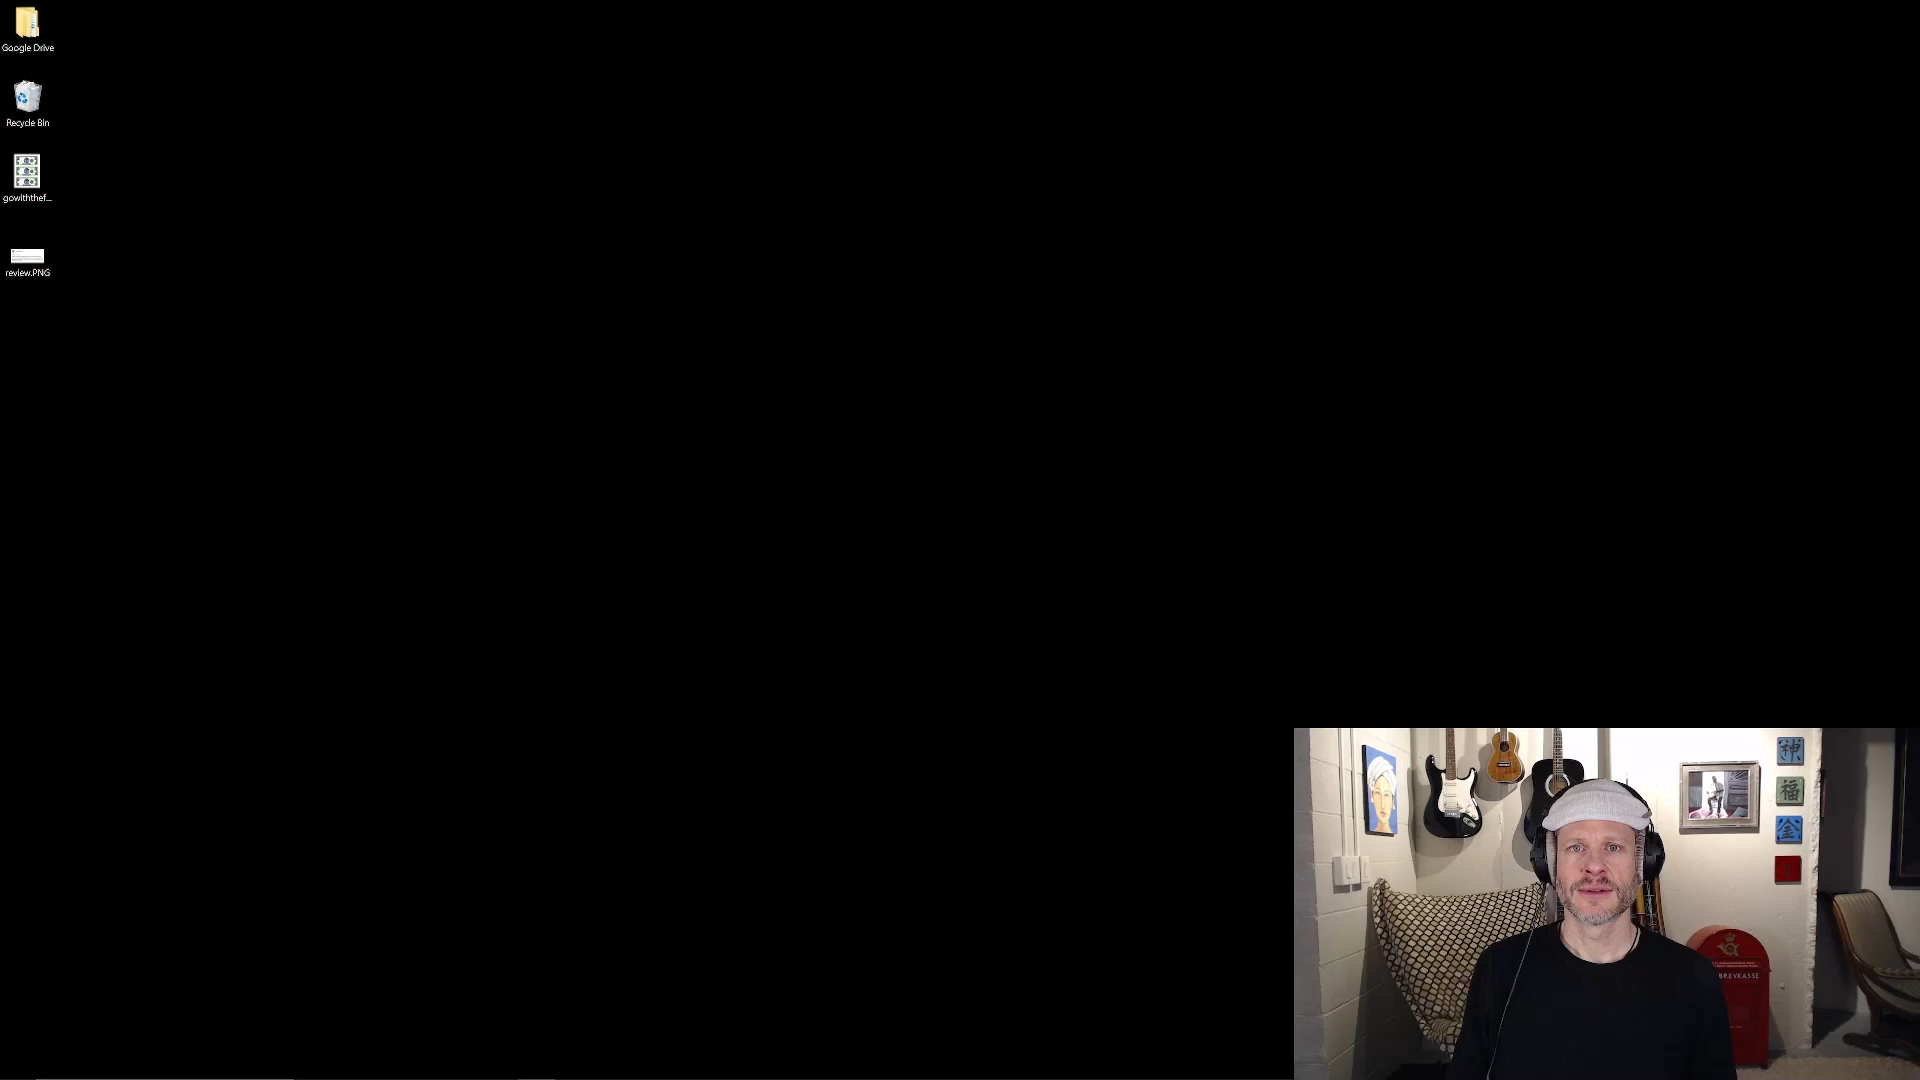 Google Drive
Recycle Bin
gowiththef...
review.PNG
神
福
金
BREVKASSE